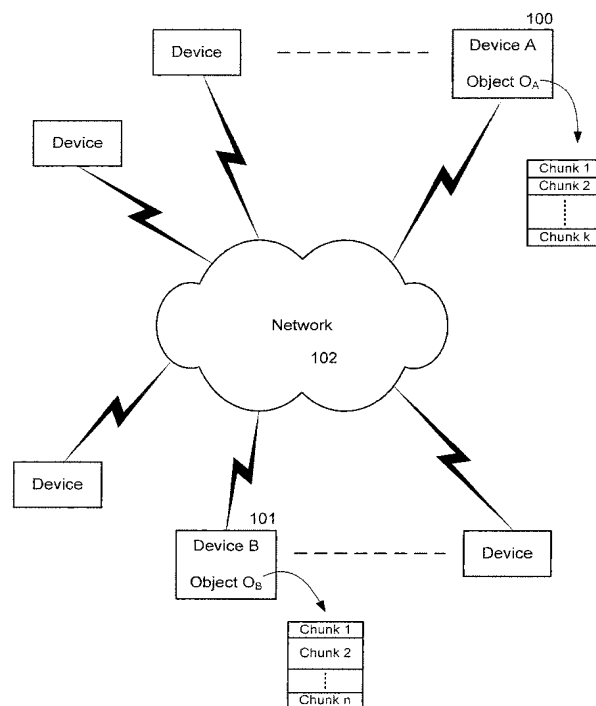 100
Device
Device A
Object OA
Device
Chunk 1
Chunk 2
Chunk k
Network
102
Device
101
Device B
Object OB
Device
Chunk 1
Chunk 2
Chunk n